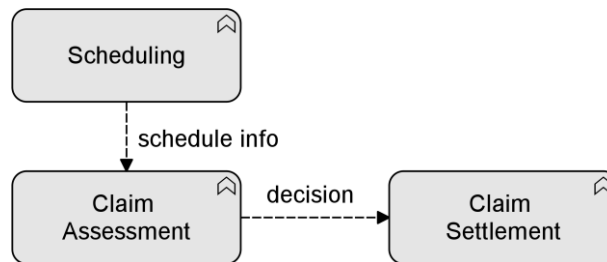 Scheduling
schedule info
Claim
Assessment
decision
Claim
Settlement